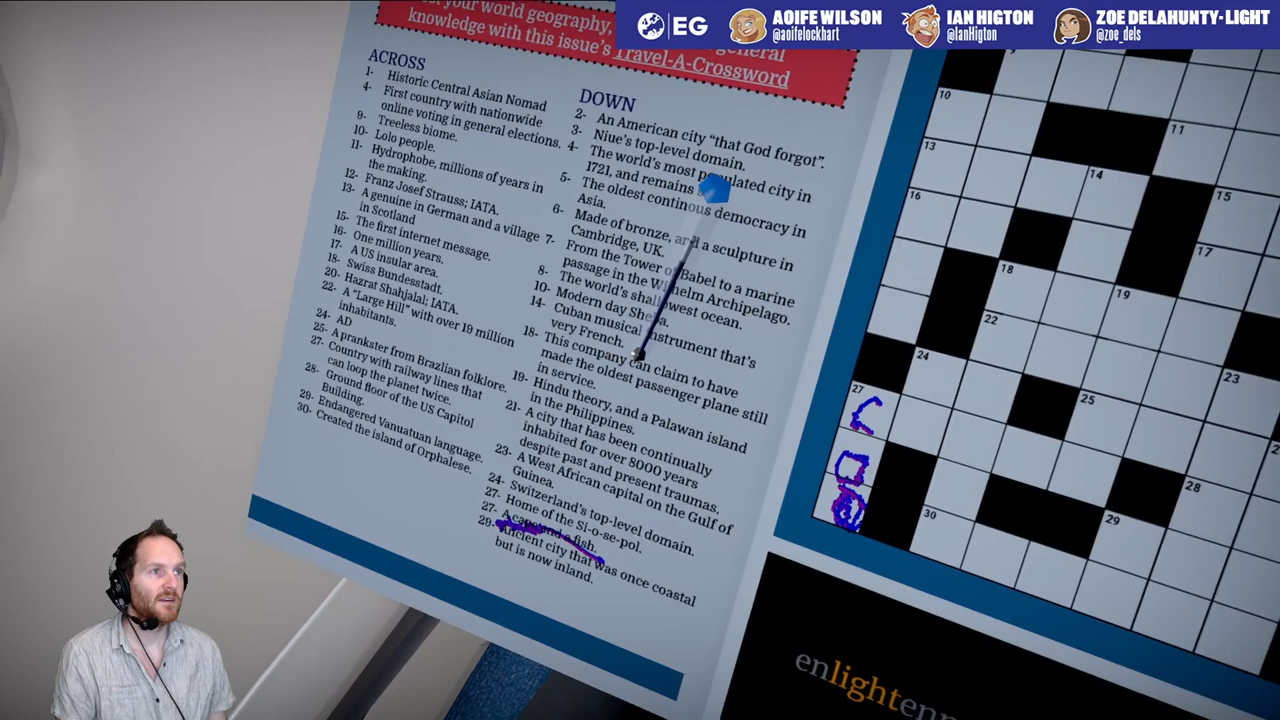 EG
AOIFE WILSON
@aoifelockhart
IAN HIGTON
@IanHigton
ZOE DELAHUNTY-LIGHT
@zoe_dels
your world geography,
general
knowledge with this issue's Travel-A-Crossword
ACROSS
1- Historic Central Asian Nomad
4- First country with nationwide
online voting in general elections.
9- Treeless biome.
10- Lolo people.
11- Hydrophobe, millions of years in
the making.
12- Franz Josef Strauss; IATA.
13- A genuine in German and a village
in Scotland
15- The first internet message.
16- One million years.
17- A US insular area.
18- Swiss Bundesstadt.
20- Hazrat Shahjalal; IATA.
22- A "Large Hill" with over 19 million
inhabitants.
24- AD
25- A prankster from Brazlian folklore.
27- Country with railway lines that
can loop the planet twice.
28- Ground floor of the US Capitol
Building.
29- Endangered Vanuatuan language.
30- Created the island of Orphalese.
DOWN
2- An American city "that God forgot".
3- Niue's top-level domain.
4- The world's most populated city in
1721, and remains
5- The oldest continous democracy in
Asia.
6- Made of bronze, and a sculpture in
Cambridge, UK.
7- From the Tower of Babel to a marine
passage in the Wilhelm Archipelago.
8- The world's shallowest ocean.
10- Modern day Sheba.
14- Cuban musical instrument that's
very French.
18- This company can claim to have
made the oldest passenger plane still
in service.
19- Hindu theory, and a Palawan island
in the Philippines.
21- A city that has been continually
inhabited for over 8000 years
despite past and present traumas.
23- A West African capital on the Gulf of
Guinea.
24- Switzerland's top-level domain.
27- Home of the Si-o-se-pol.
27- A cape and a fish.
29- Ancient city that was once coastal
but is now inland.
10
11
13
14
15
16
17
18
19
22
23
24
25
27
C
O
28
29
30
enlightenn